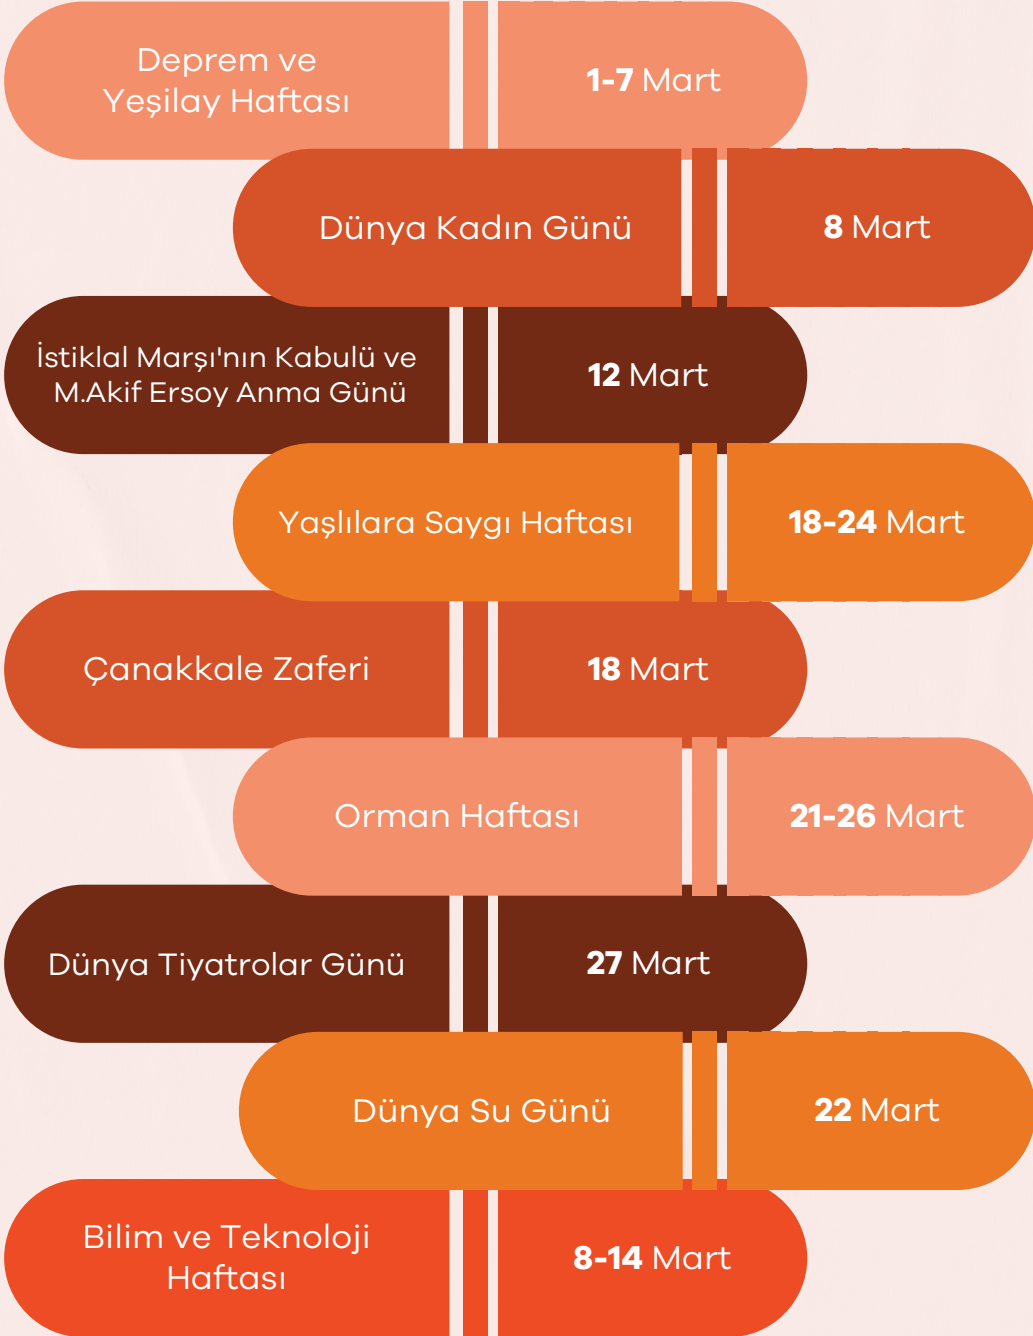 Deprem ve
Yeşilay Haftası
1-7 Mart
Dünya Kadın Günü
8 Mart
İstiklal Marşı'nın Kabulü ve
M.Akif Ersoy Anma Günü
12 Mart
Yaşlılara Saygı Haftası
18-24 Mart
Çanakkale Zaferi
18 Mart
Orman Haftası
21-26 Mart
Dünya Tiyatrolar Günü
27 Mart
Dünya Su Günü
22 Mart
Bilim ve Teknoloji
Haftası
8-14 Mart